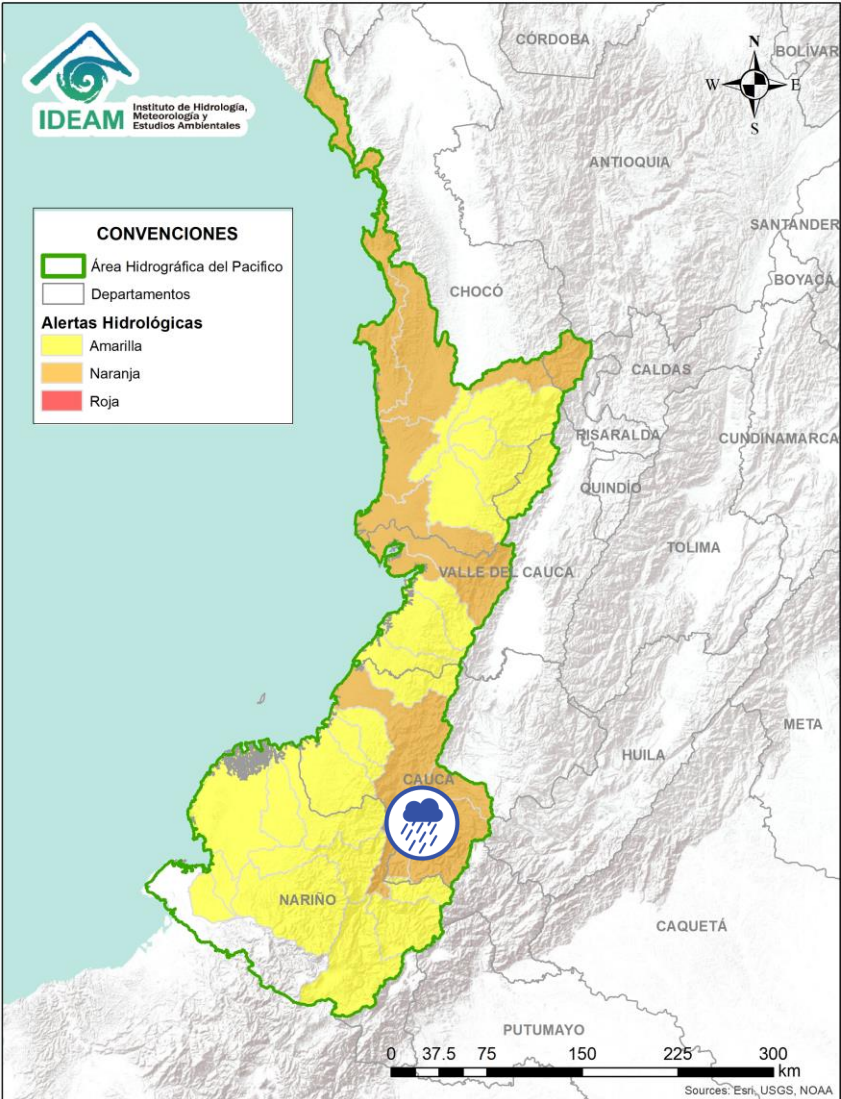 IDEAM
Instituto de Hidrología,
Meteorología y
Estudios Ambientales
N
W
E
S
CÓRDOBA
BOLÍVAR
ANTIOQUIA
SANTANDER
BOYACÁ
CHOCÓ
CONVENCIONES
Área Hidrográfica del Pacifico
Departamentos
Alertas Hidrológicas
Amarilla
Naranja
Roja
CALDAS
RISARALDA
CUNDINAMARCA
QUINDÍO
TOLIMA
VALLE DEL CAUCA
META
HUILA
CAUCA
NARIÑO
CAQUETÁ
PUTUMAYO
0 37.5 75 150 225 300
km
Sources: Esri, USGS, NOAA